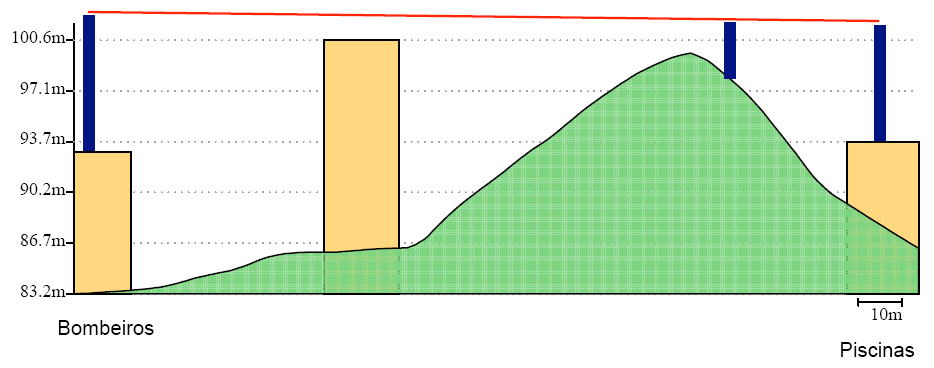 100.6m
97.1m
93.7m
90.2m
86.7m
83.2m
10m
Bombeiros
Piscinas